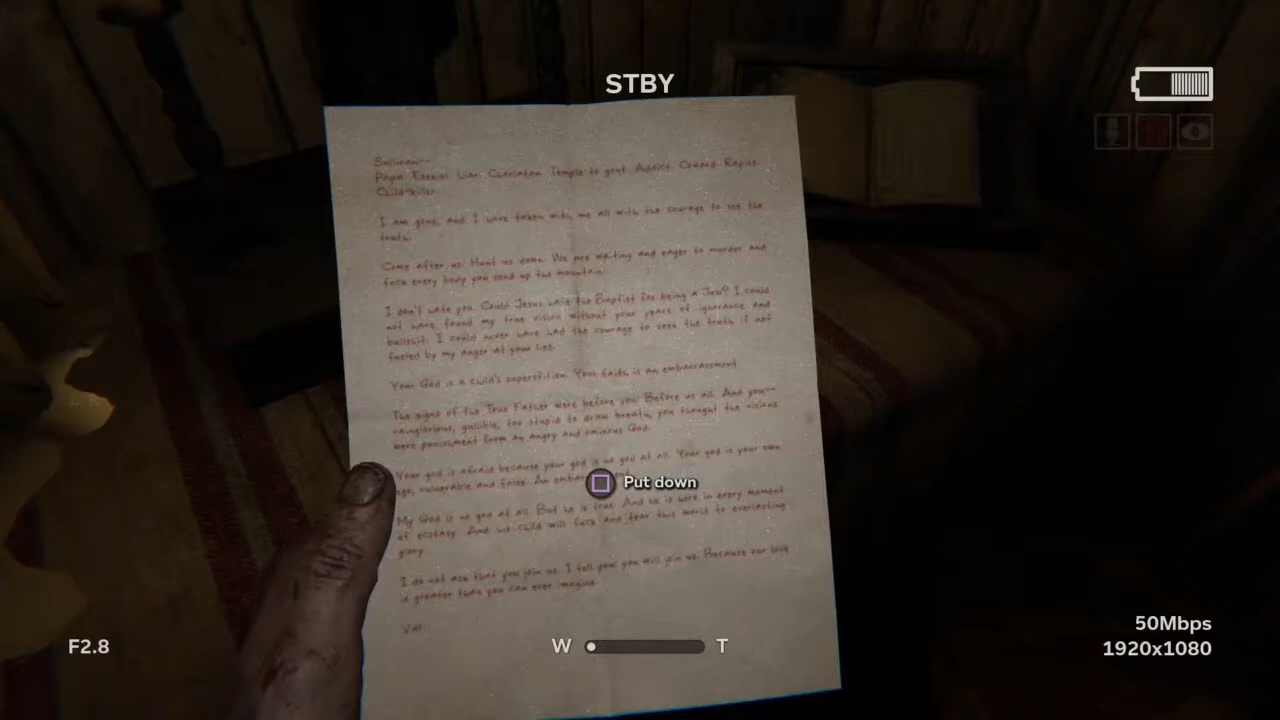 STBY
Sullivan--
Papa. Ezekiel. Liar. Charlatan. Temple to gout. Addict. Coward. Rapist.
Child-killer.
I am gone, and I have taken with me all with the courage to see the
truth.
Come after us. Hunt us down. We are waiting and eager to murder and
fuck every body you send up the mountain.
I don't hate you. Could Jesus hate the Baptist for being a Jew? I could
not have found my true vision without your years of ignorance and
bullshit. I could never have had the courage to seek the truth if not
fueled by my anger at your lies.
Your God is a child's superstition. Your faith is an embarrassment.
The signs of the True Father were before you. Before us all. And you--
vainglorious, gullible, too stupid to draw breath, you thought the visions
were punishment from an angry and ominous God.
Your god is afraid because your god is no god at all. Your god is your own
ego, vulnerable and false. An
Put down
My God is no god at all. But he is true. And he is here in every moment
of ecstasy. And his child will fuck and tear this world to everlasting
glory.
I do not ask that you join us. I tell you: you will join us. Because our love
is greater than you can ever imagine.
Val.
F2.8
W T
50Mbps
1920x1080